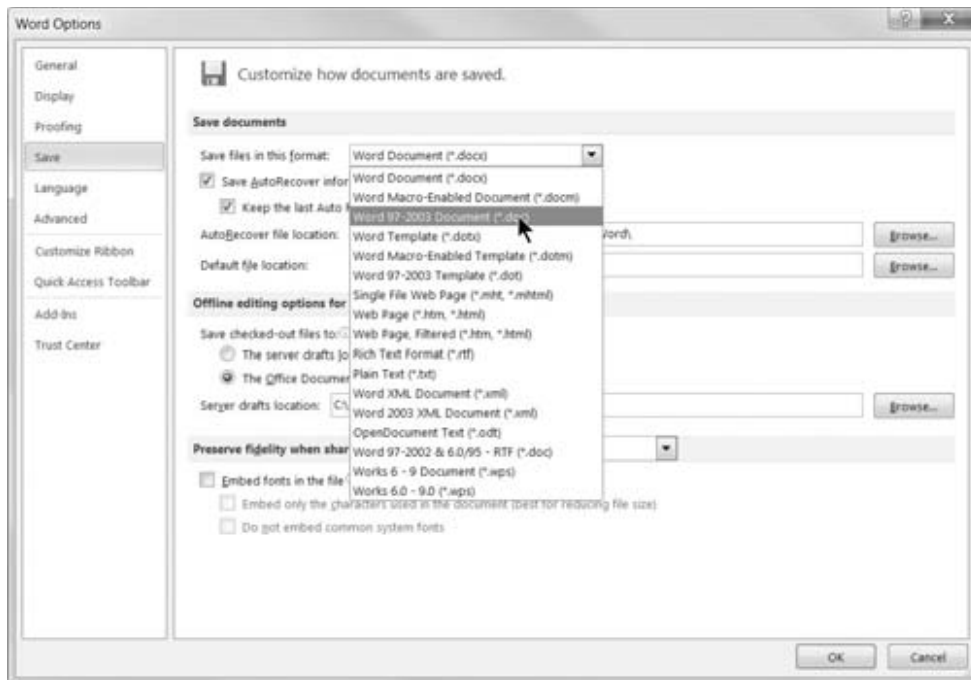 Word Options
General
Display
Proofing
Save
Language
Advanced
Customize Ribbon
Quick Access Toolbar
Add-Ins
Trust Center
Customize how documents are saved.
Save documents
Save files in this format: Word Document (*.docx)
Save AutoRecover infor
Keep the last Auto
AutoRecover file location: Word\ Browse...
Default file location: Browse...
Word Document (*.docx)
Word Macro-Enabled Document (*.docm)
Word 97-2003 Document (*.doc)
Word Template (*.dotx)
Word Macro-Enabled Template (*.dotm)
Word 97-2003 Template (*.dot)
Single File Web Page (*.mht, *.mhtml)
Web Page (*.htm, *.html)
Web Page, Filtered (*.htm, *.html)
Rich Text Format (*.rtf)
Plain Text (*.txt)
Word XML Document (*.xml)
Word 2003 XML Document (*.xml)
OpenDocument Text (*.odt)
Word 97-2002 & 6.0/95 - RTF (*.doc)
Works 6 - 9 Document (*.wps)
Works 6.0 - 9.0 (*.wps)
Offline editing options for
Save checked-out files to:
The server drafts lo
The Office Documen
Server drafts location: C:\ Browse...
Preserve fidelity when shar
Embed fonts in the file
Embed only the characters used in the document (best for reducing file size)
Do not embed common system fonts
OK Cancel